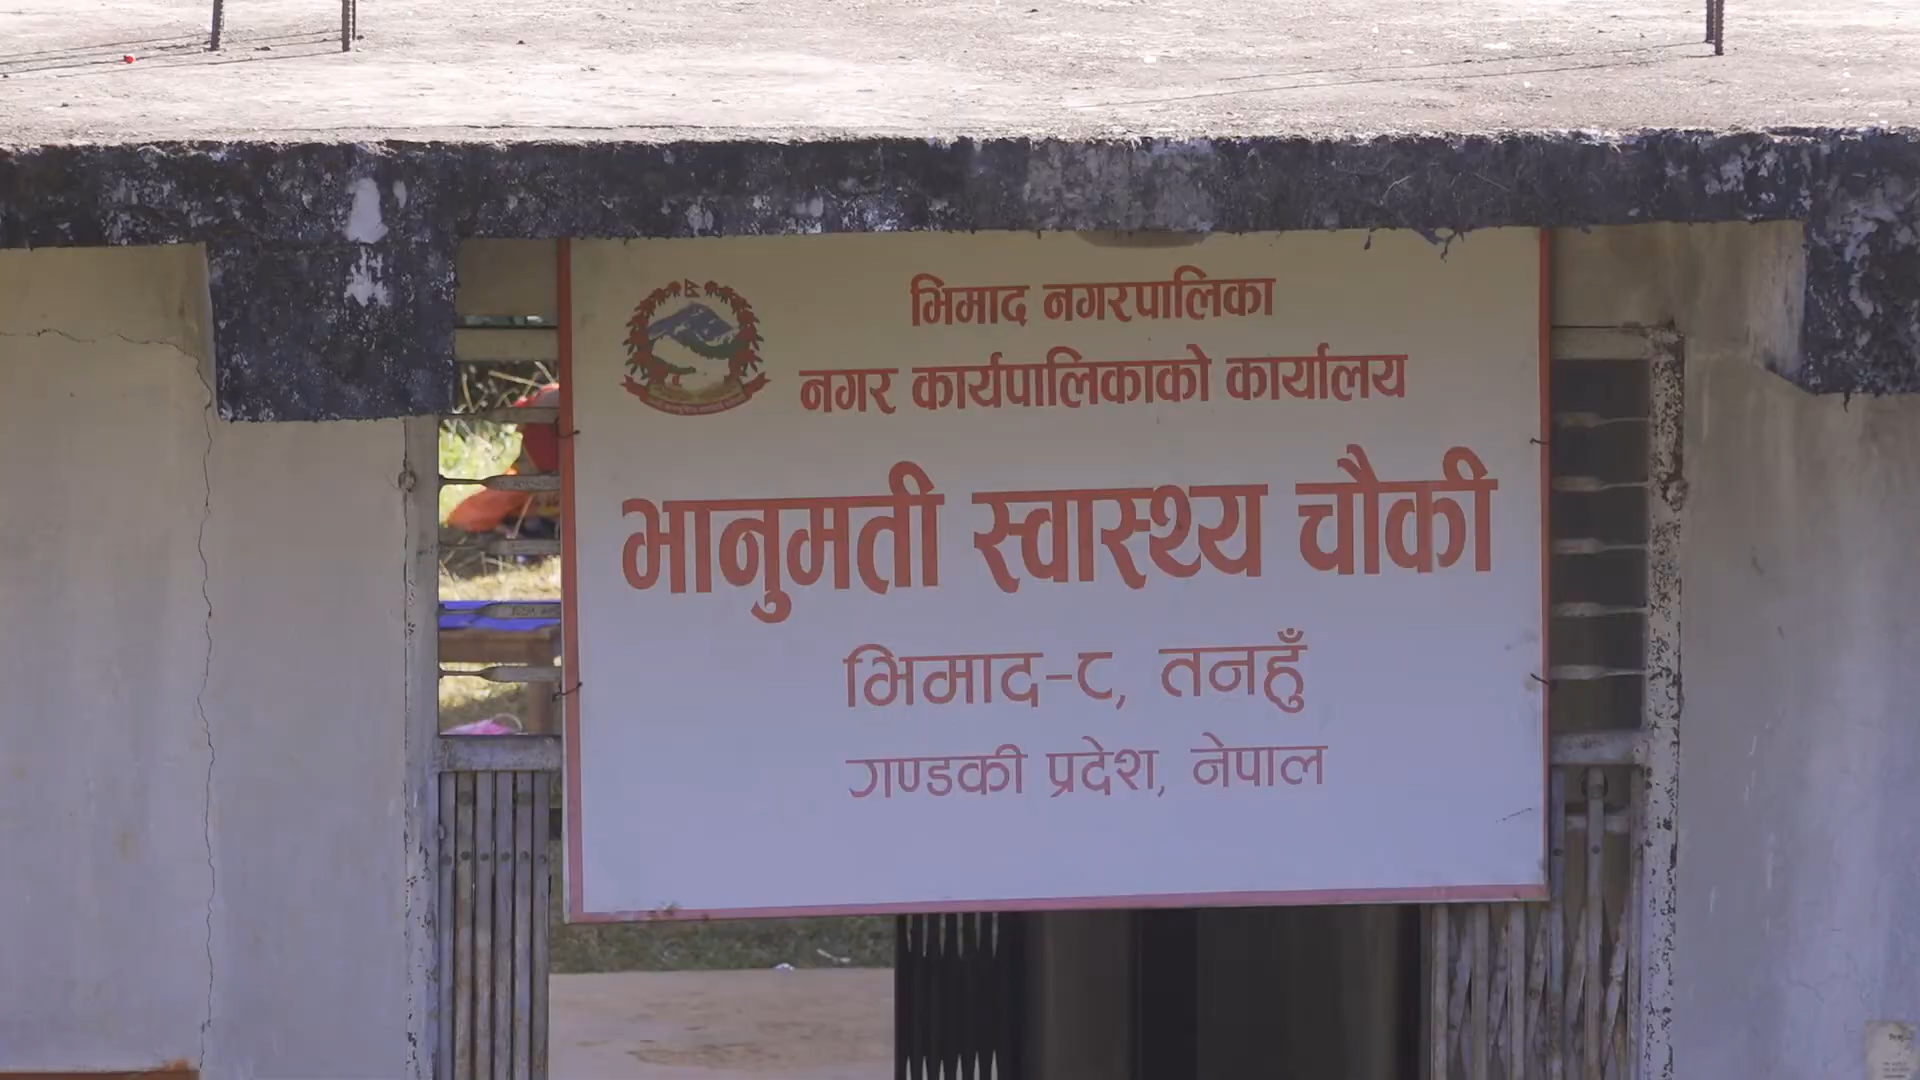 भिमाद नगरपालिका
नगर कार्यपालिकाको कार्यालय
भानुमती स्वास्थ्य चौकी
भिमाद-८, तनहुँ
गण्डकी प्रदेश, नेपाल